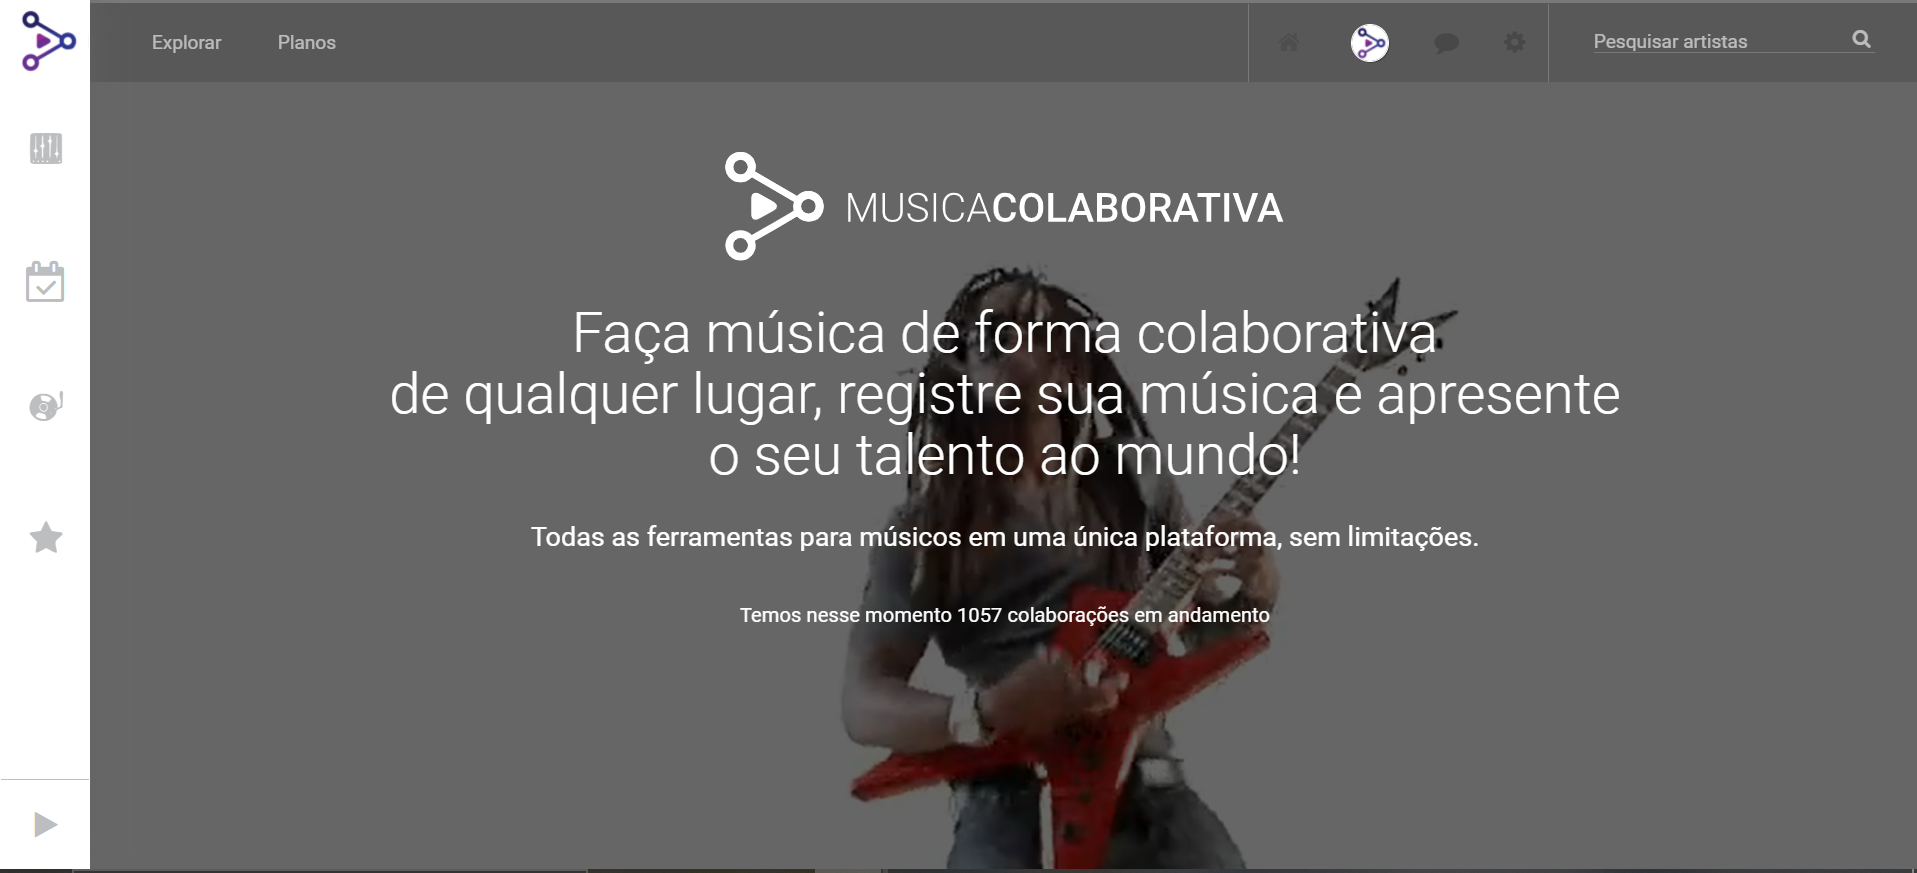 Explorar
Planos
Pesquisar artistas
MUSICACOLABORATIVA
Faça música de forma colaborativa
de qualquer lugar, registre sua música e apresente
o seu talento ao mundo!
Todas as ferramentas para músicos em uma única plataforma, sem limitações.
Temos nesse momento 1057 colaborações em andamento